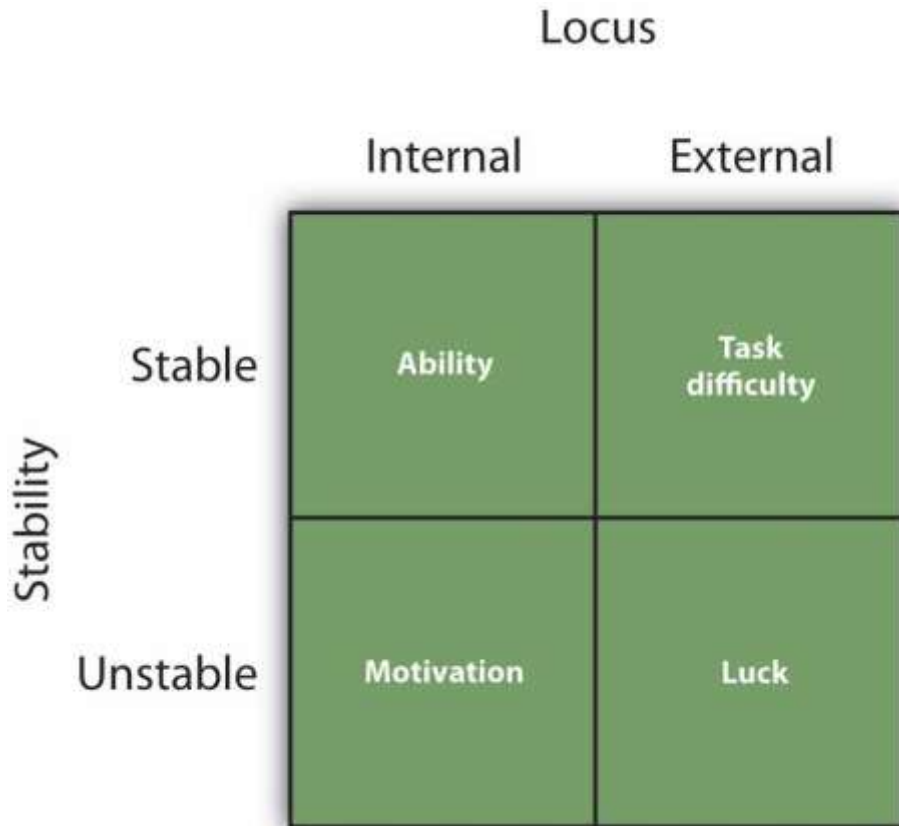 Locus
Internal External
Stability
Stable
Ability
Task
difficulty
Unstable
Motivation
Luck